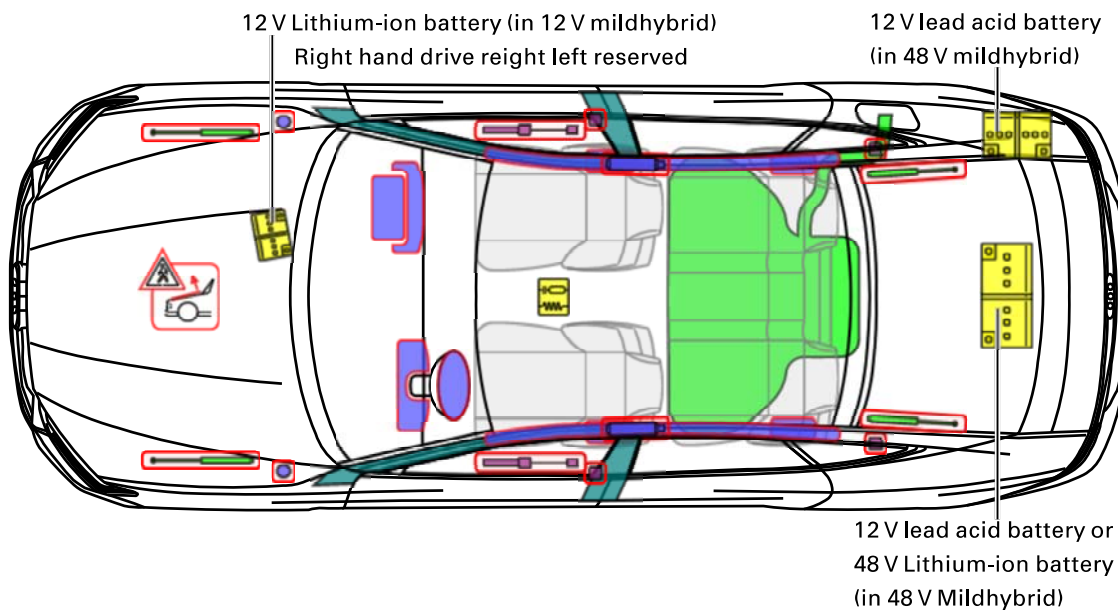 12 V Lithium-ion battery (in 12 V mildhybrid)
Right hand drive reight left reserved
12 V lead acid battery
(in 48 V mildhybrid)
12 V lead acid battery or
48 V Lithium-ion battery
(in 48 V Mildhybrid)